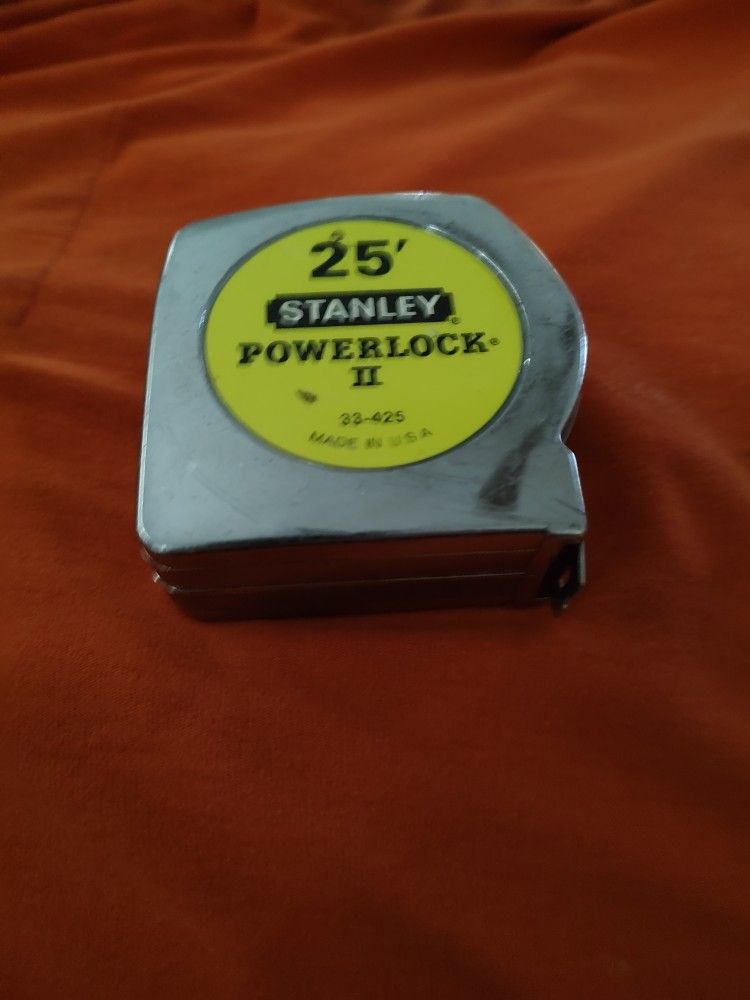 25'
STANLEY®
POWERLOCK®
II
33-425
MADE IN U S A